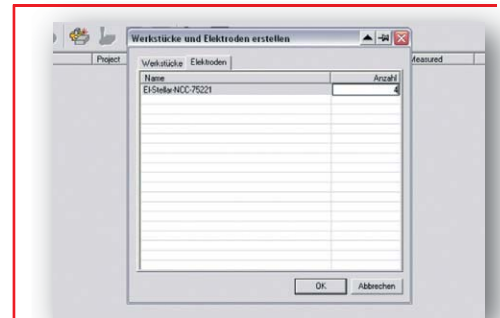 Werkstücke und Elektroden erstellen
Project
Measured
Werkstücke Elektroden
Name Anzahl
El-Stellar-NCC-75221 4
OK Abbrechen